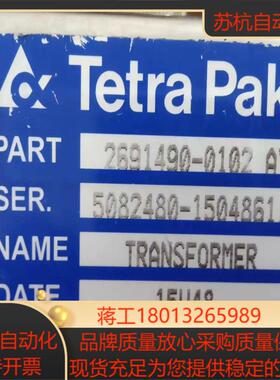 苏杭自动
Tetra Pak
PART 2691490-0102 A
SER. 5082480-1504861
NAME TRANSFORMER
DATE 15W48
蒋工18013265989
自动化 品牌质量放心采购质量保
开票 现货充足为您提供稳定的